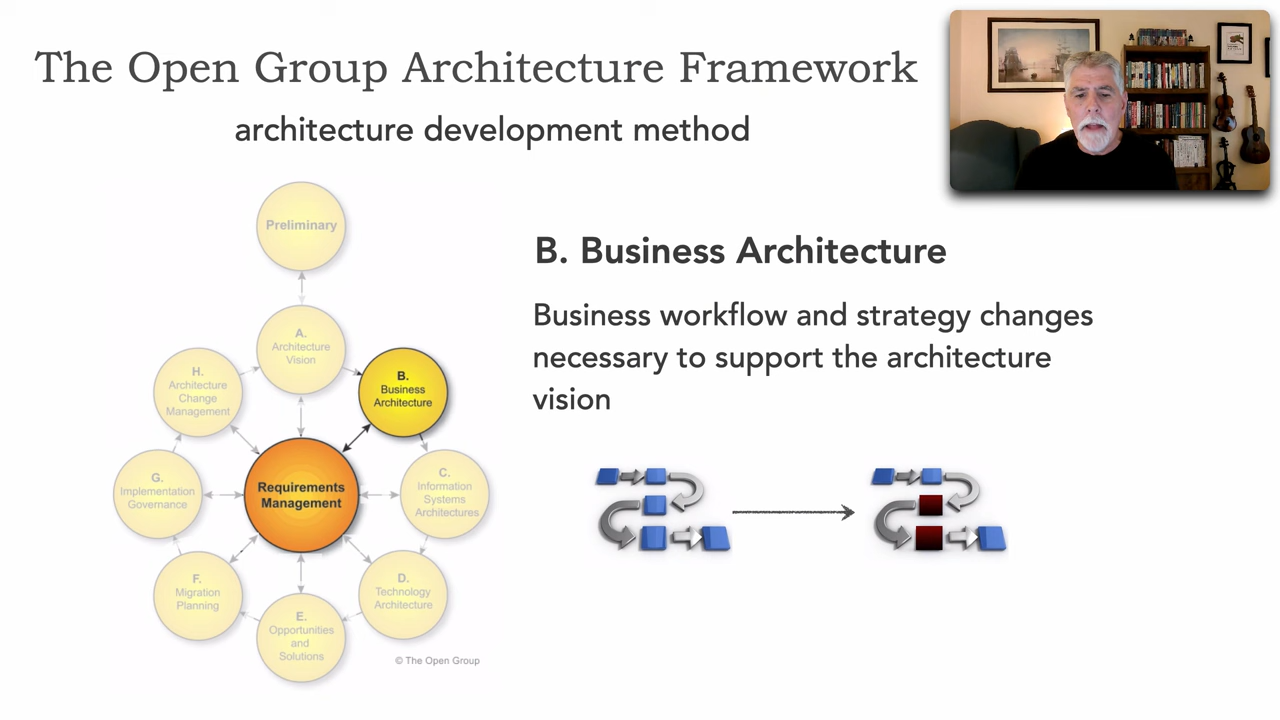 The Open Group Architecture Framework
architecture development method
Preliminary
A.
Architecture
Vision
B.
Business
Architecture
C.
Information
Systems
Architectures
D.
Technology
Architecture
E.
Opportunities
and
Solutions
F.
Migration
Planning
G.
Implementation
Governance
H.
Architecture
Change
Management
Requirements
Management
© The Open Group
B. Business Architecture
Business workflow and strategy changes
necessary to support the architecture
vision